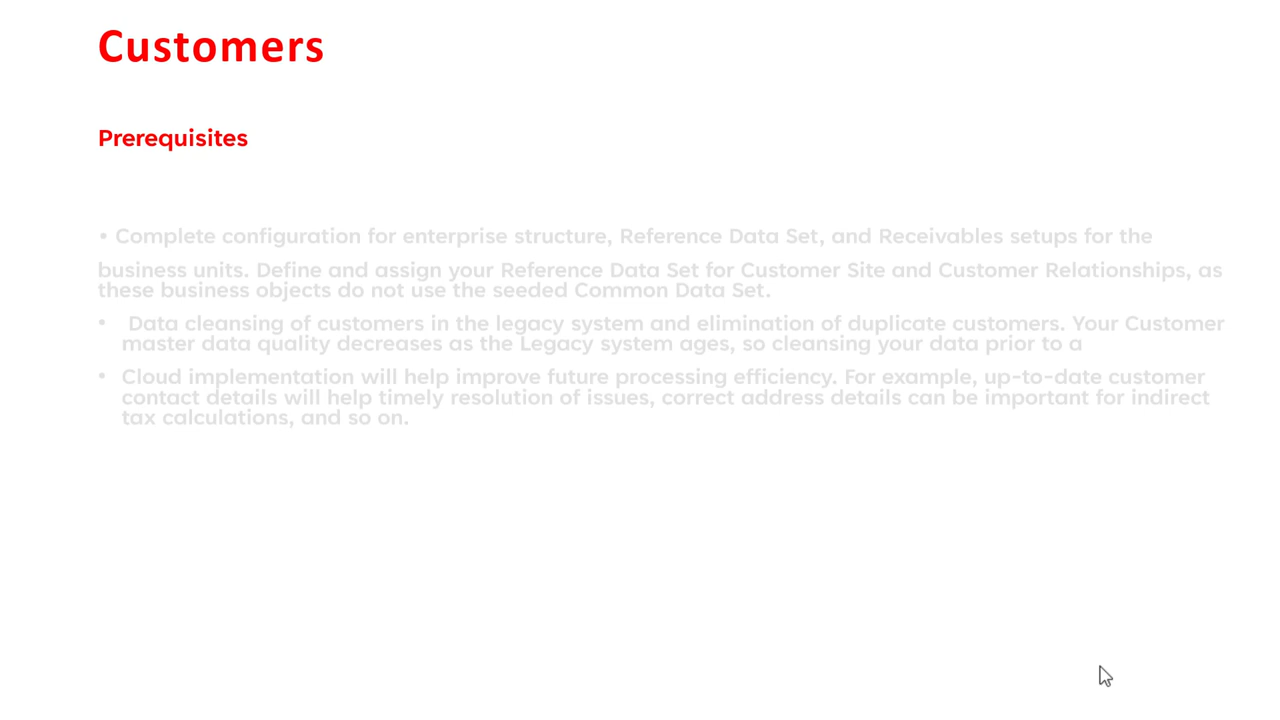 Customers
Prerequisites
• Complete configuration for enterprise structure, Reference Data Set, and Receivables setups for the
business units. Define and assign your Reference Data Set for Customer Site and Customer Relationships, as
these business objects do not use the seeded Common Data Set.
• Data cleansing of customers in the legacy system and elimination of duplicate customers. Your Customer
master data quality decreases as the Legacy system ages, so cleansing your data prior to a
• Cloud implementation will help improve future processing efficiency. For example, up-to-date customer
contact details will help timely resolution of issues, correct address details can be important for indirect
tax calculations, and so on.